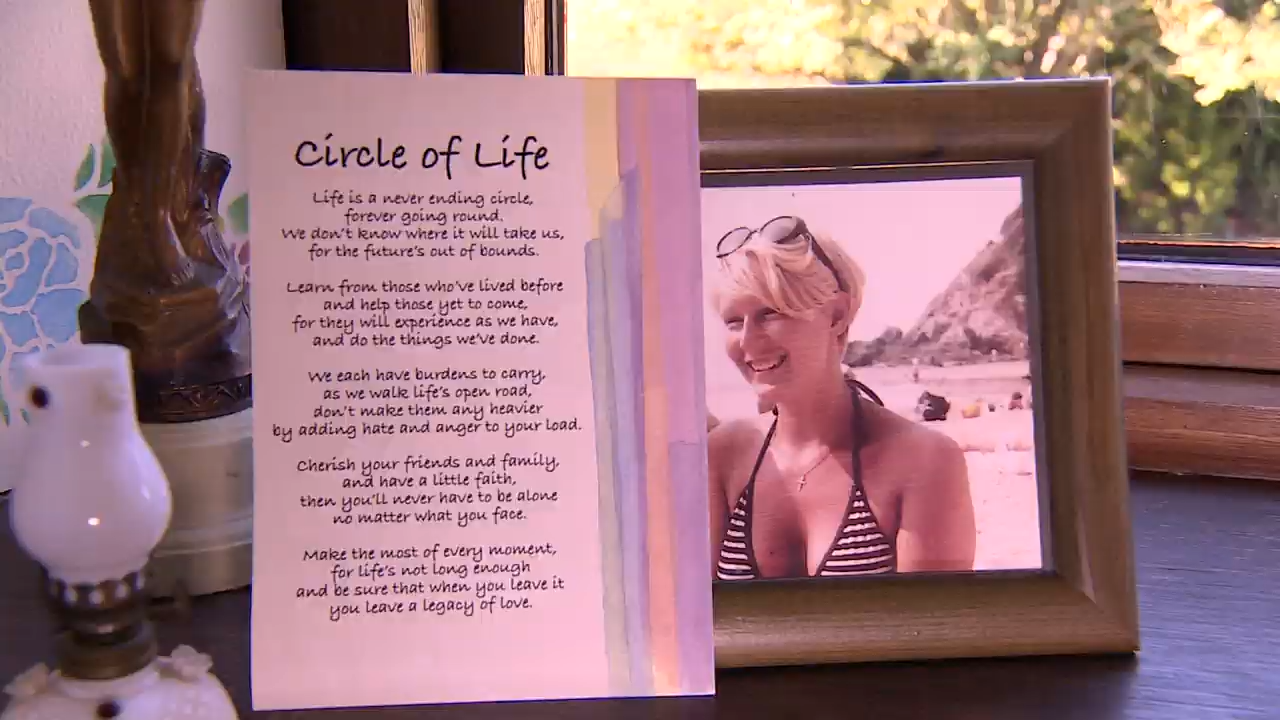 Circle of Life
Life is a never ending circle,
forever going round.
We don't know where it will take us,
for the future's out of bounds.
Learn from those who've lived before
and help those yet to come,
for they will experience as we have,
and do the things we've done.
We each have burdens to carry,
as we walk life's open road,
don't make them any heavier
by adding hate and anger to your load.
Cherish your friends and family,
and have a little faith,
then you'll never have to be alone
no matter what you face.
Make the most of every moment,
for life's not long enough
and be sure that when you leave it
you leave a legacy of love.